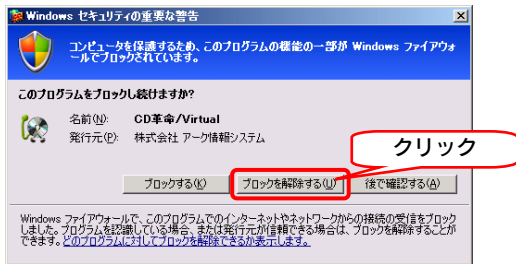 Windows セキュリティの重要な警告
コンピュータを保護するため、このプログラムの機能の一部が Windows ファイアウォ
ールでブロックされています。
このプログラムをブロックし続けますか?
名前(N): CD革命/Virtual
発行元(P): 株式会社 アーク情報システム
クリック
ブロックする(K) ブロックを解除する(U) 後で確認する(A)
Windows ファイアウォールで、このプログラムでのインターネットやネットワークからの接続の受信をブロック
しました。プログラムを認識している場合、または発行元が信頼できる場合は、ブロックを解除することが
できます。どのプログラムに対してブロックを解除できるか表示します。